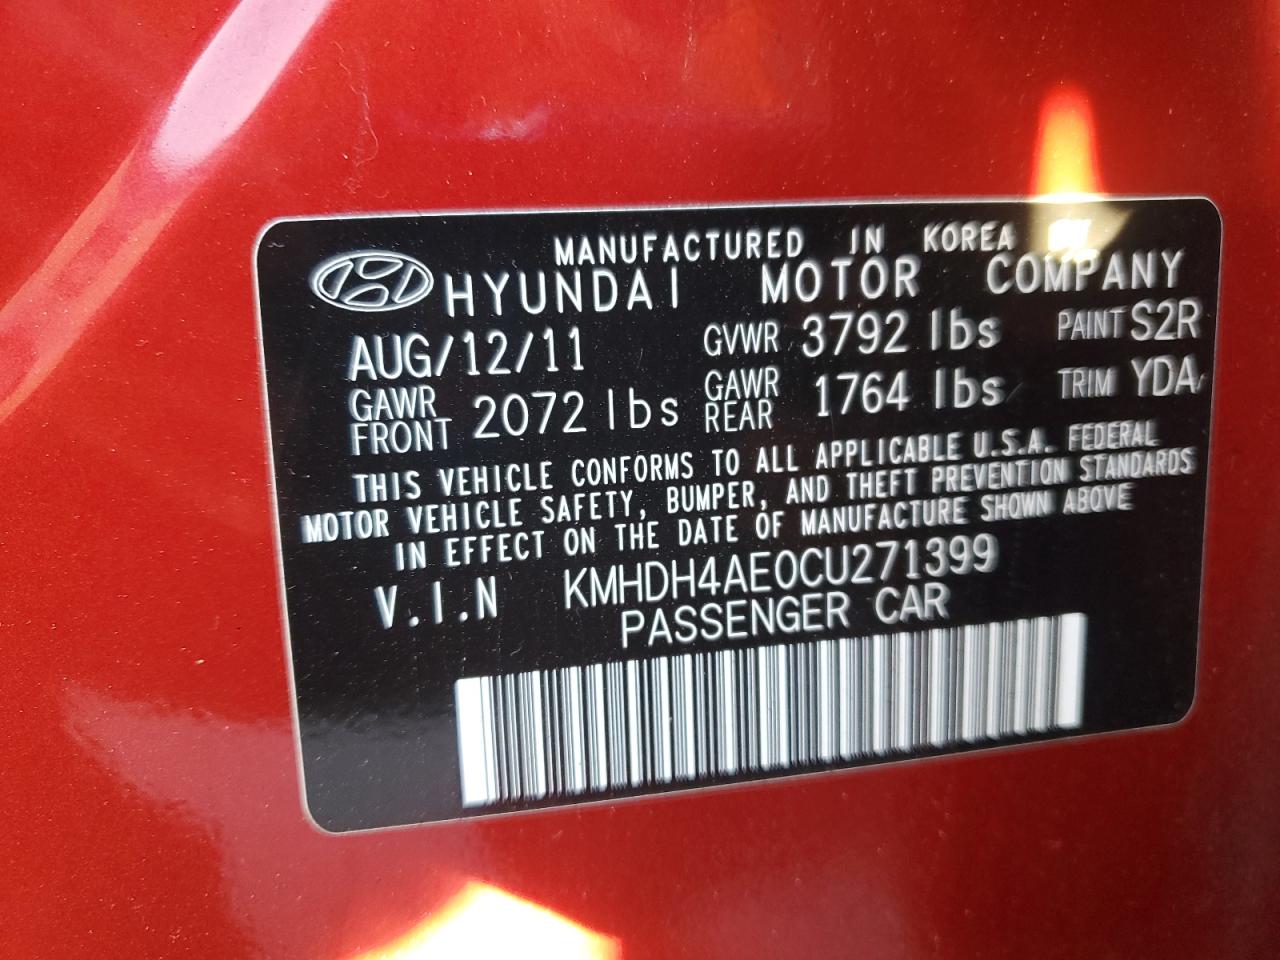 MANUFACTURED IN KOREA BY
HYUNDAI MOTOR COMPANY
AUG/12/11 GVWR 3792 lbs PAINT S2R
GAWR FRONT 2072 lbs GAWR REAR 1764 lbs TRIM YDA
THIS VEHICLE CONFORMS TO ALL APPLICABLE U.S.A. FEDERAL
MOTOR VEHICLE SAFETY, BUMPER, AND THEFT PREVENTION STANDARDS
IN EFFECT ON THE DATE OF MANUFACTURE SHOWN ABOVE
V.I.N KMHDH4AE0CU271399
PASSENGER CAR